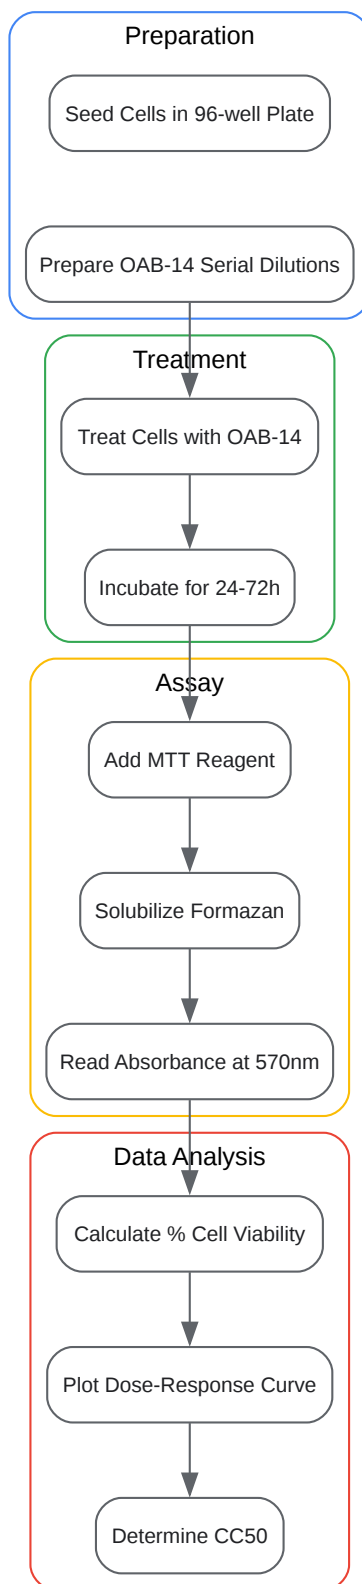 Preparation
Seed Cells in 96-well Plate
Prepare OAB-14 Serial Dilutions
Treatment
Treat Cells with OAB-14
Incubate for 24-72h
Assay
Add MTT Reagent
Solubilize Formazan
Read Absorbance at 570nm
Data Analysis
Calculate % Cell Viability
Plot Dose-Response Curve
Determine CC50